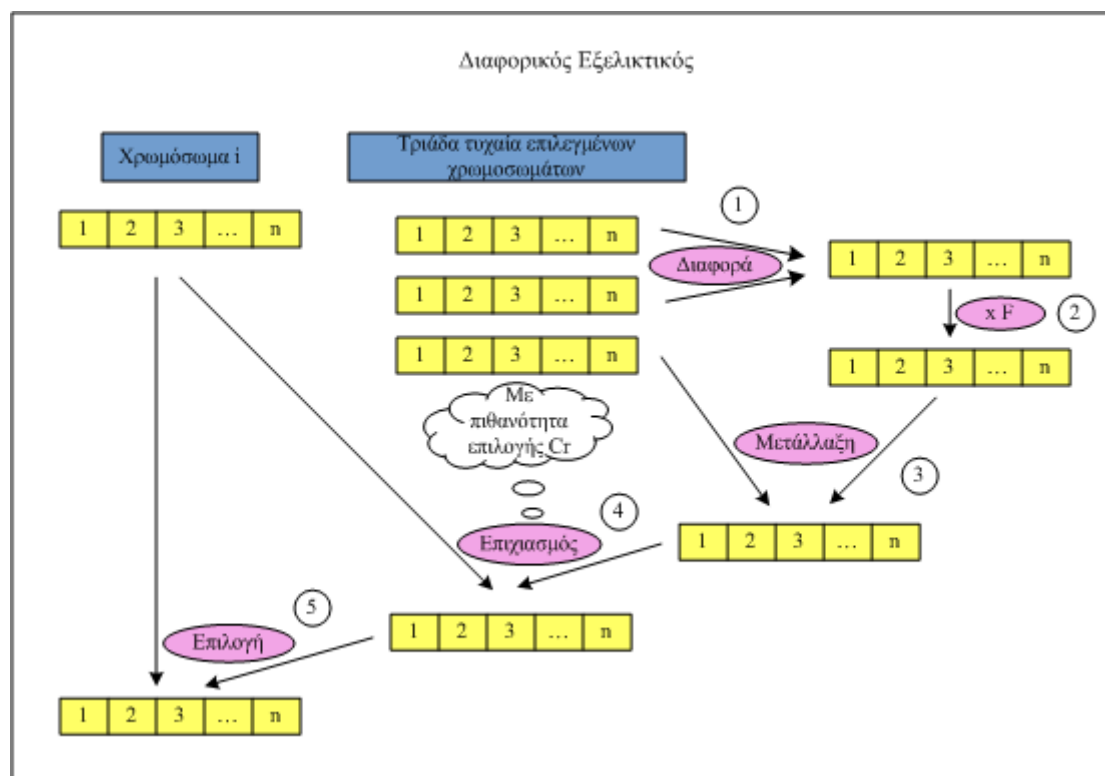 Διαφορικός Εξελικτικός
Χρωμόσωμα i
Τριάδα τυχαία επιλεγμένων
χρωμοσωμάτων
1 2 3 … n
1 2 3 … n
1
Διαφορά
1 2 3 … n
1 2 3 … n
x F
2
1 2 3 … n
1 2 3 … n
Με
πιθανότητα
επιλογής Cr
Μετάλλαξη
3
4
Επιχιασμός
1 2 3 … n
5
Επιλογή
1 2 3 … n
1 2 3 … n